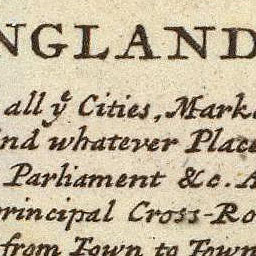 NGLAND
all yᵉ Cities, Mark
nd whatever Place
Parliament &c. A
rincipal Cross-Ro
from Town to Town